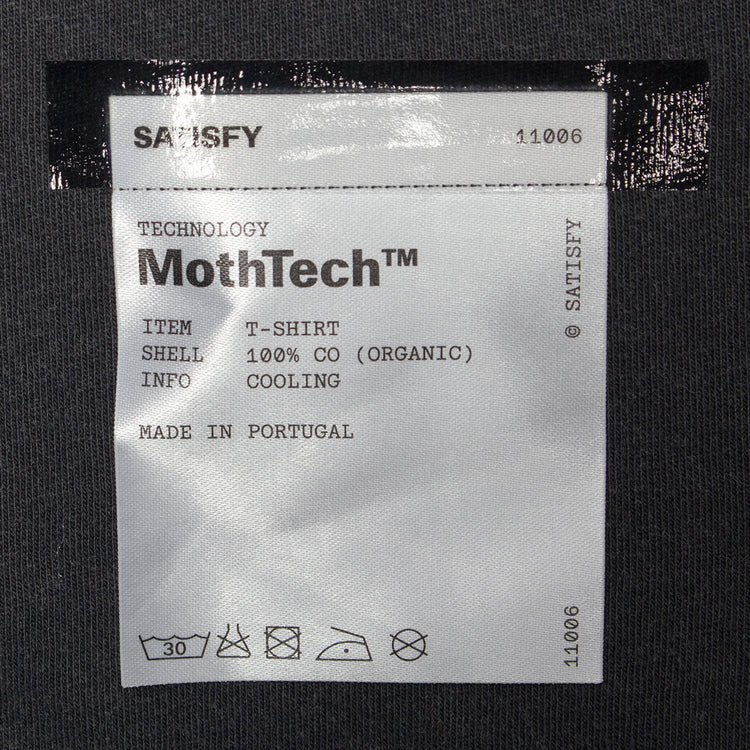 SATISFY 11006
TECHNOLOGY
MothTech™
ITEM T-SHIRT
SHELL 100% CO (ORGANIC)
INFO COOLING
MADE IN PORTUGAL
© SATISFY
11006
30